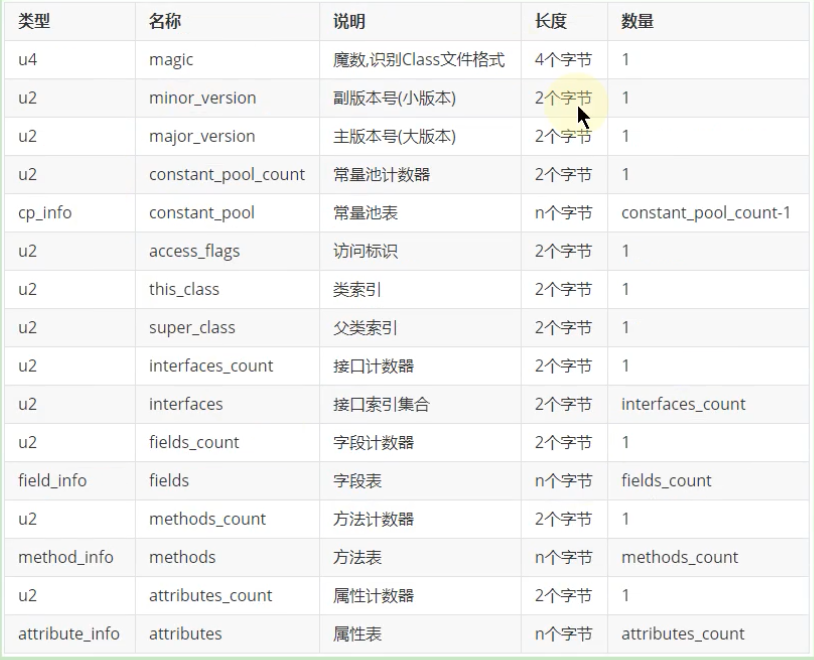 类型 名称 说明 长度 数量
u4 magic 魔数,识别Class文件格式 4个字节 1
u2 minor_version 副版本号(小版本) 2个字节 1
u2 major_version 主版本号(大版本) 2个字节 1
u2 constant_pool_count 常量池计数器 2个字节 1
cp_info constant_pool 常量池表 n个字节 constant_pool_count-1
u2 access_flags 访问标识 2个字节 1
u2 this_class 类索引 2个字节 1
u2 super_class 父类索引 2个字节 1
u2 interfaces_count 接口计数器 2个字节 1
u2 interfaces 接口索引集合 2个字节 interfaces_count
u2 fields_count 字段计数器 2个字节 1
field_info fields 字段表 n个字节 fields_count
u2 methods_count 方法计数器 2个字节 1
method_info methods 方法表 n个字节 methods_count
u2 attributes_count 属性计数器 2个字节 1
attribute_info attributes 属性表 n个字节 attributes_count